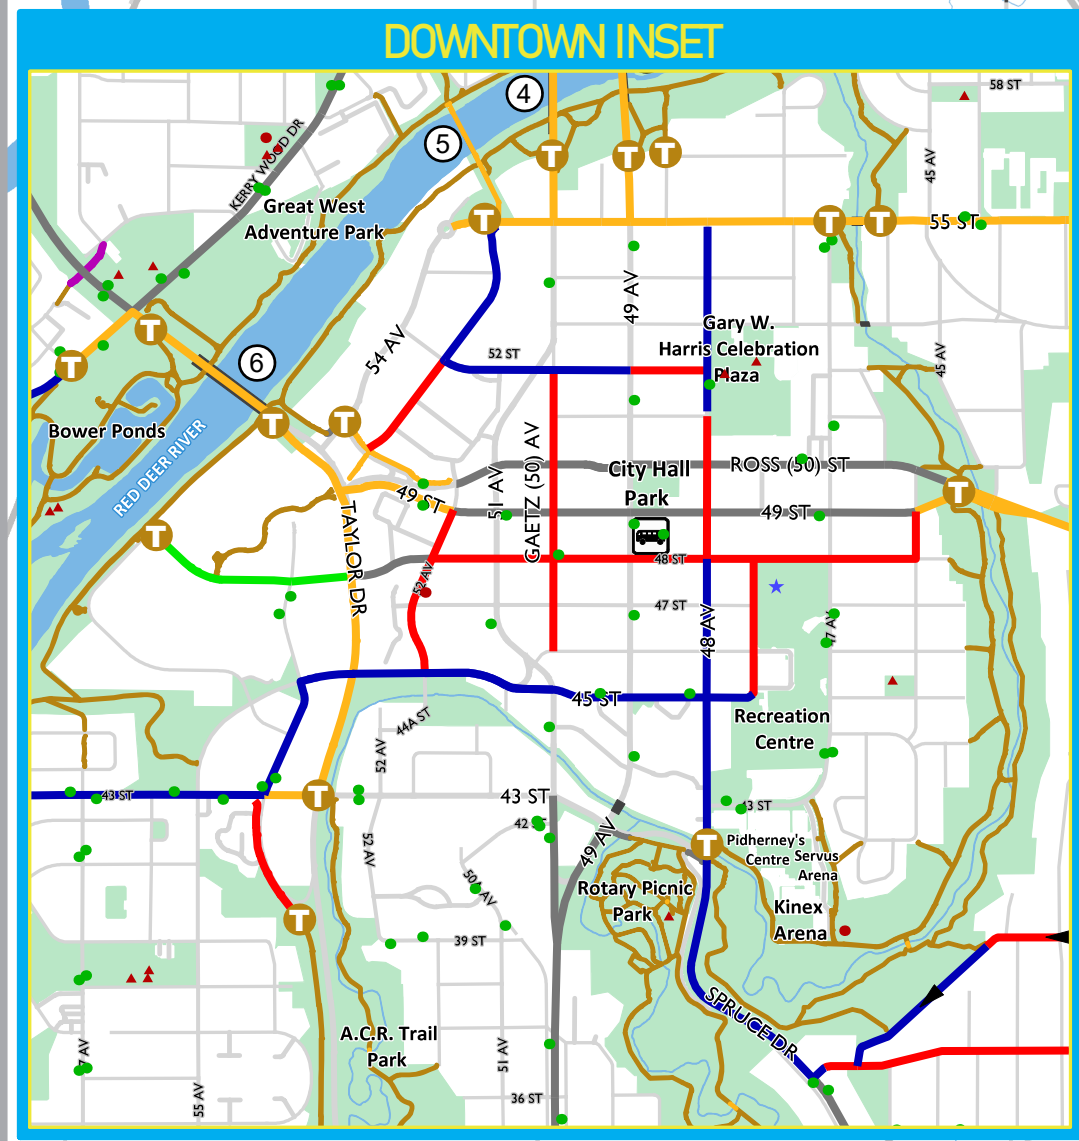 DOWNTOWN INSET
58 ST
4
5
KERRY WOOD DR
T
T
T
45 AV
Great West
Adventure Park
T
T
T
55 ST
49 AV
Gary W.
Harris Celebration
Plaza
54 AV
52 ST
45 AV
T
T
6
Bower Ponds
T
T
RED DEER RIVER
GAETZ (50) AV
51 AV
City Hall
Park
ROSS (50) ST
49 ST
49 ST
T
T
TAYLOR DR
48 ST
52 AV
47 ST
48 AV
47 AV
45 ST
44A ST
52 AV
Recreation
Centre
43 ST
T
43 ST
43 ST
42 S
49 AV
52 AV
T
Pidherney's
Centre
Servus
Arena
50A AV
Rotary Picnic
Park
Kinex
Arena
T
39 ST
SPRUCE DR
A.C.R. Trail
Park
51 AV
7 AV
55 AV
36 ST